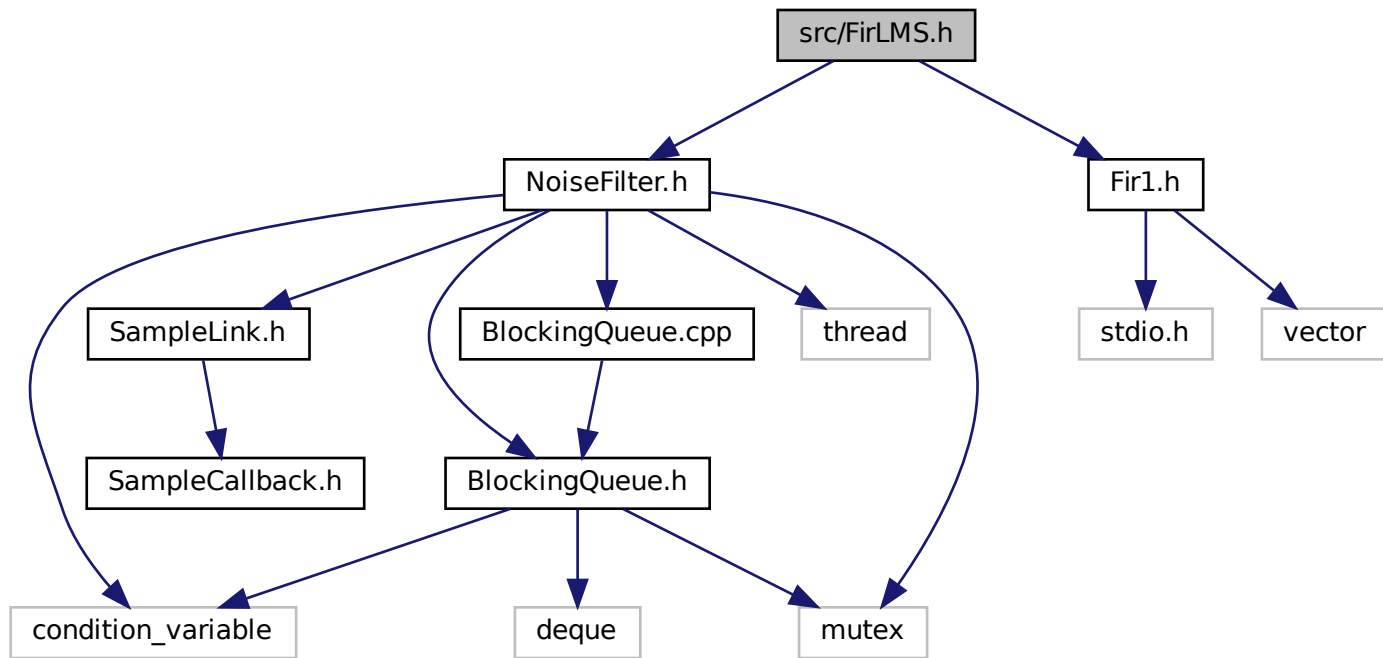 src/FirLMS.h
NoiseFilter.h
Fir1.h
SampleLink.h
BlockingQueue.cpp
thread
stdio.h
vector
SampleCallback.h
BlockingQueue.h
condition_variable
deque
mutex